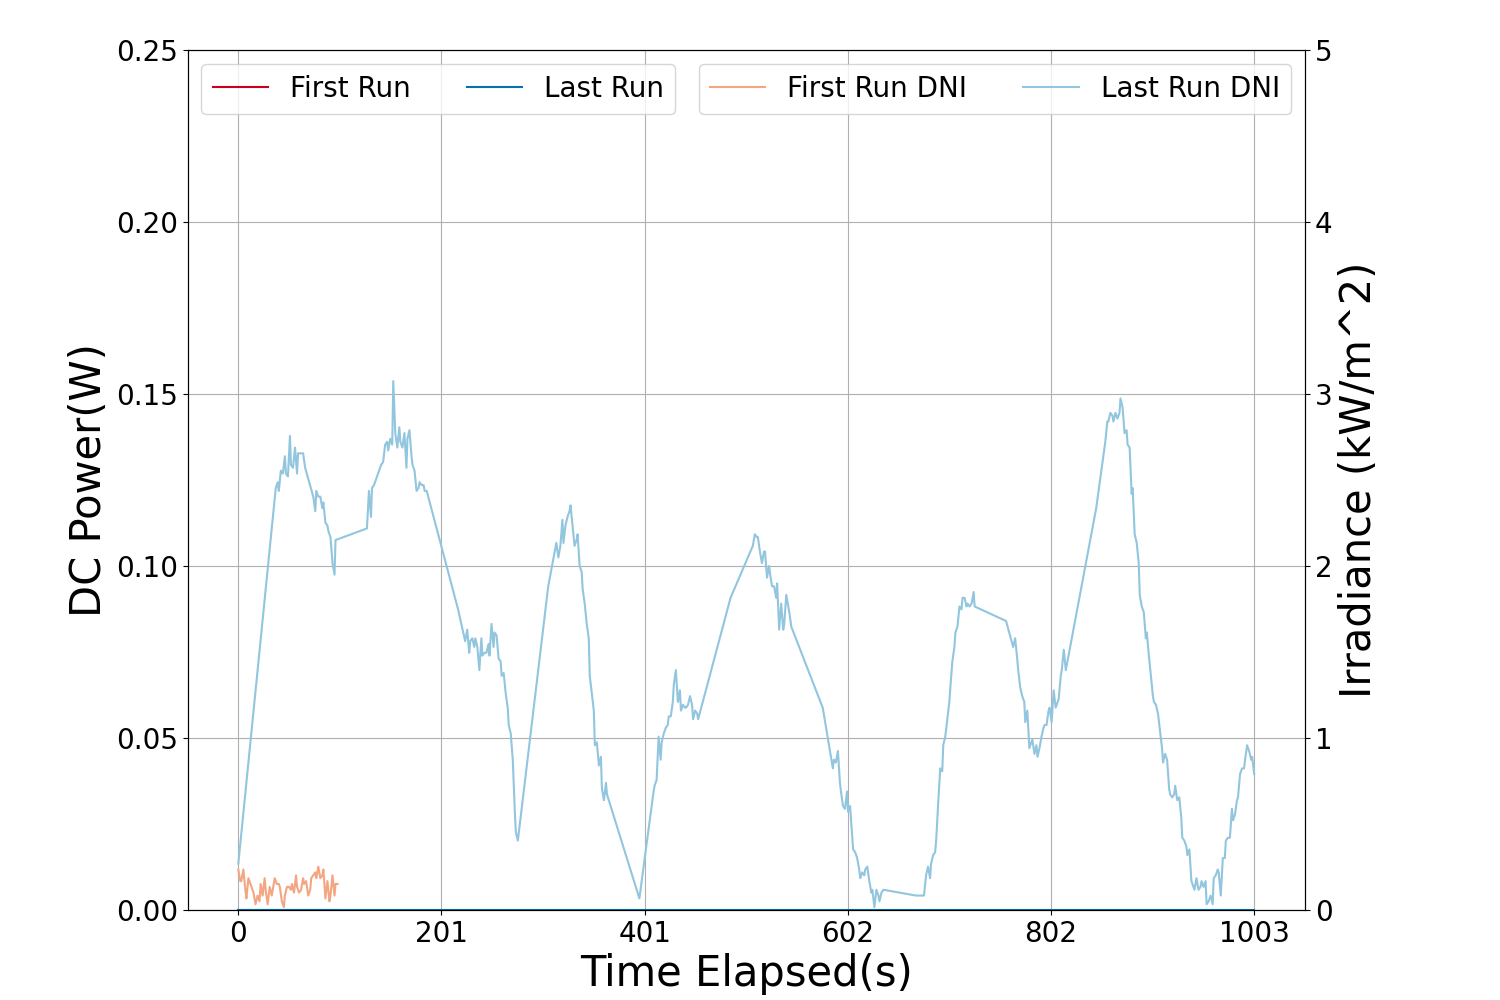 First Run
Last Run
First Run DNI
Last Run DNI
DC Power(W)
0.25
0.20
0.15
0.10
0.05
0.00
5
4
3
2
1
0
Irradiance (kW/m^2)
0
201
401
602
802
1003
Time Elapsed(s)